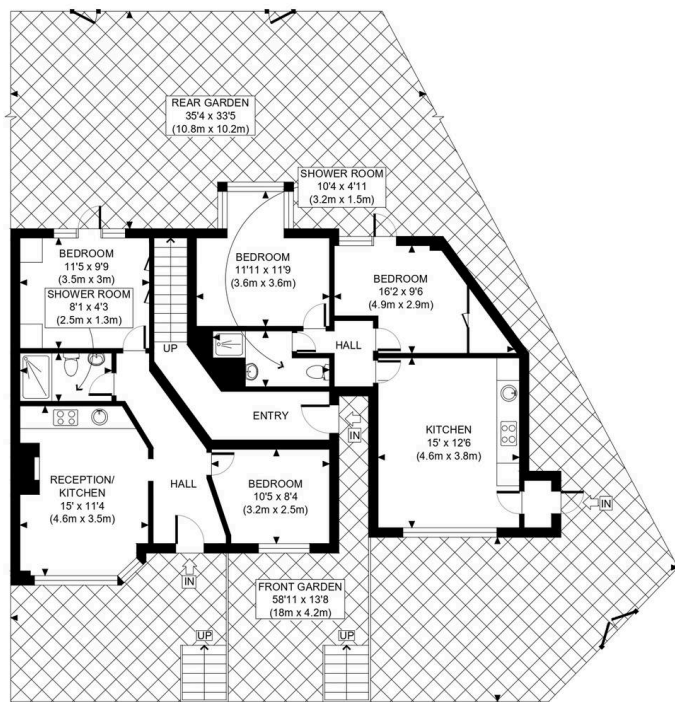 REAR GARDEN
35'4 x 33'5
(10.8m x 10.2m)
SHOWER ROOM
10'4 x 4'11
(3.2m x 1.5m)
BEDROOM
11'5 x 9'9
(3.5m x 3m)
SHOWER ROOM
8'1 x 4'3
(2.5m x 1.3m)
UP
BEDROOM
11'11 x 11'9
(3.6m x 3.6m)
BEDROOM
16'2 x 9'6
(4.9m x 2.9m)
HALL
ENTRY
IN
KITCHEN
15' x 12'6
(4.6m x 3.8m)
IN
RECEPTION/
KITCHEN
15' x 11'4
(4.6m x 3.5m)
HALL
BEDROOM
10'5 x 8'4
(3.2m x 2.5m)
IN
FRONT GARDEN
58'11 x 13'8
(18m x 4.2m)
UP
UP